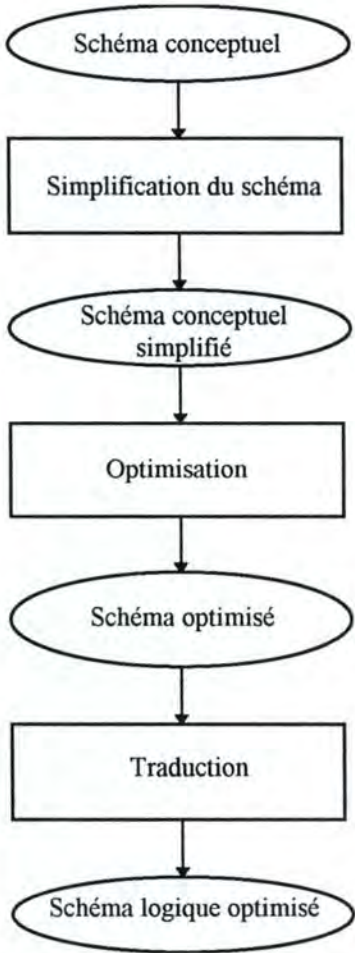 Schéma conceptuel
Simplification du schéma
Schéma conceptuel
simplifié
Optimisation
Schéma optimisé
Traduction
Schéma logique optimisé